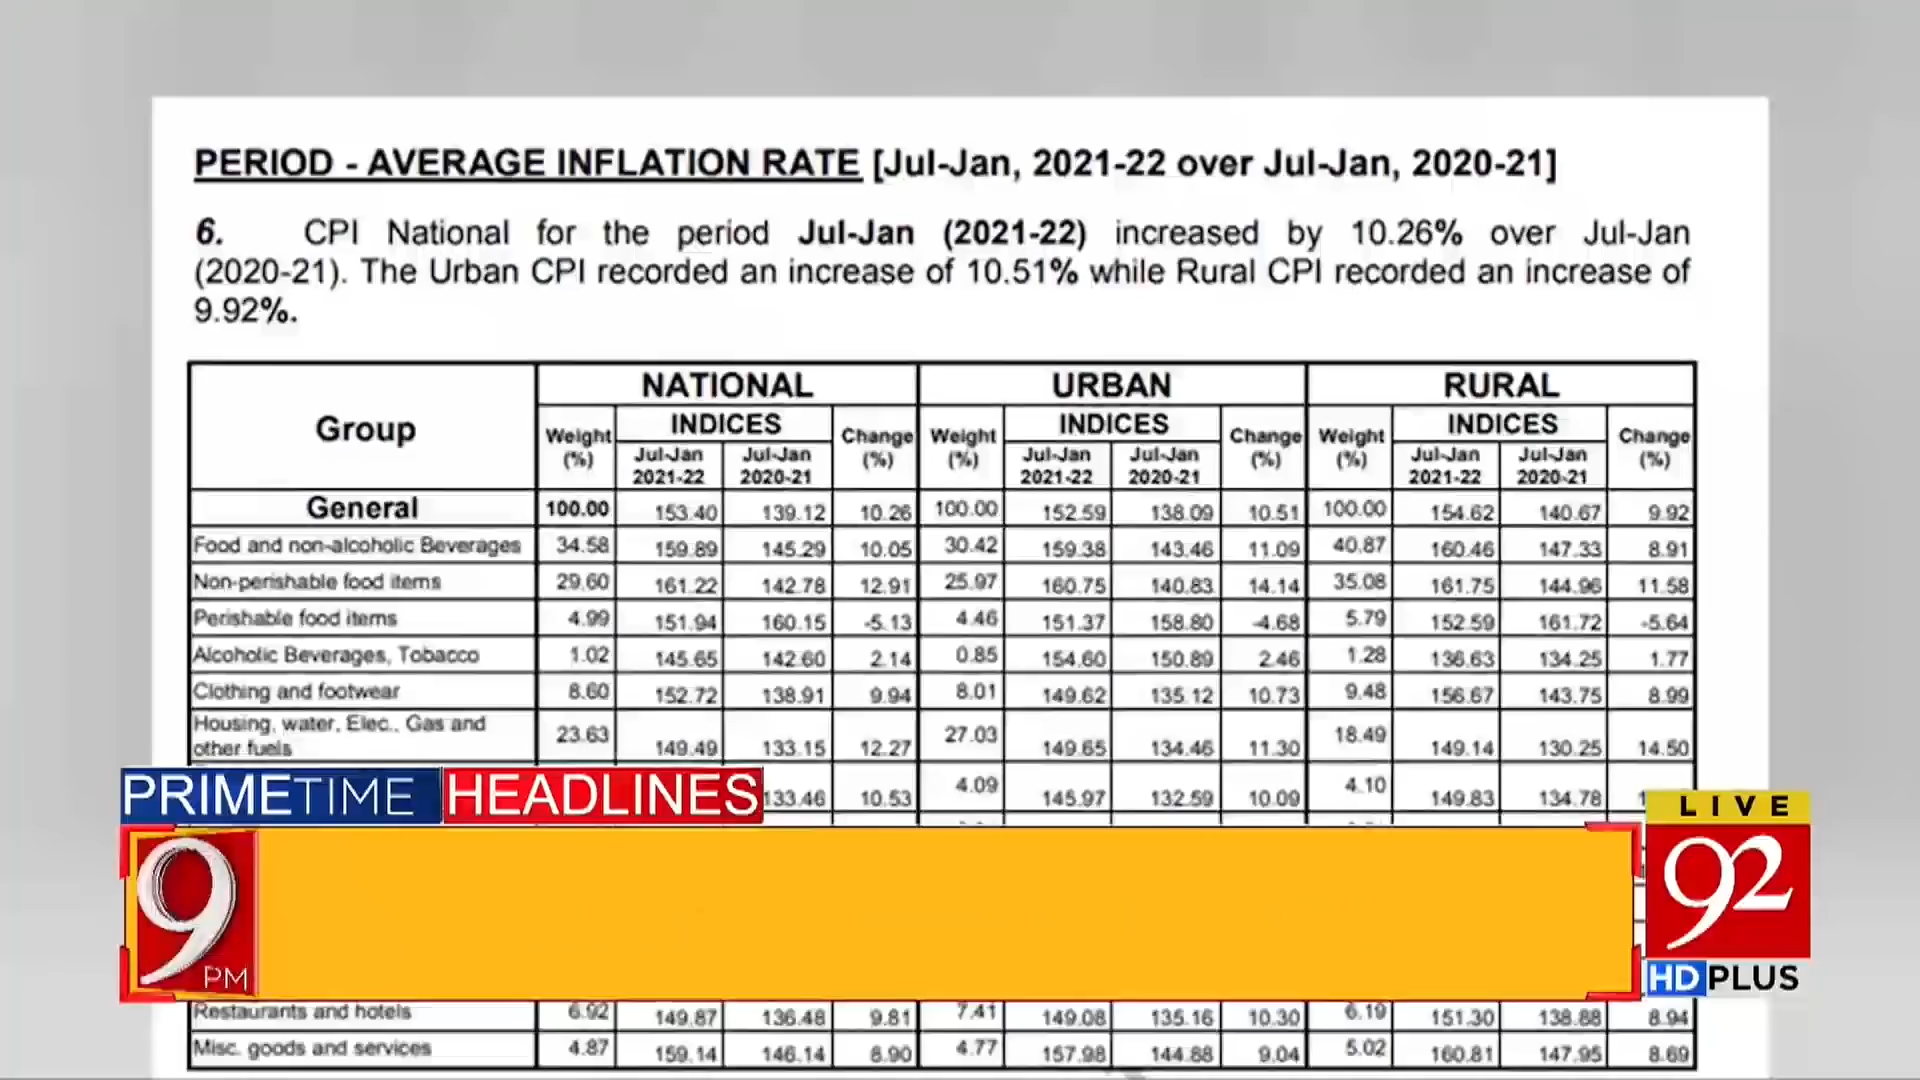 PERIOD - AVERAGE INFLATION RATE [Jul-Jan, 2021-22 over Jul-Jan, 2020-21]
6. CPI National for the period Jul-Jan (2021-22) increased by 10.26% over Jul-Jan
(2020-21). The Urban CPI recorded an increase of 10.51% while Rural CPI recorded an increase of
9.92%.
Group NATIONAL URBAN RURAL
Weight (%) INDICES Change (%) Weight (%) INDICES Change (%) Weight (%) INDICES Change (%)
Jul-Jan 2021-22 Jul-Jan 2020-21 Jul-Jan 2021-22 Jul-Jan 2020-21 Jul-Jan 2021-22 Jul-Jan 2020-21
General 100.00 153.40 139.12 10.26 100.00 152.59 138.09 10.51 100.00 154.62 140.67 9.92
Food and non-alcoholic Beverages 34.58 159.89 145.29 10.05 30.42 159.38 143.46 11.09 40.87 160.46 147.33 8.91
Non-perishable food items 29.60 161.22 142.78 12.91 25.97 160.75 140.83 14.14 35.08 161.75 144.96 11.58
Perishable food items 4.99 151.94 160.15 -5.13 4.46 151.37 158.80 -4.68 5.79 152.59 161.72 -5.64
Alcoholic Beverages, Tobacco 1.02 145.65 142.60 2.14 0.85 154.60 150.89 2.46 1.28 136.63 134.25 1.77
Clothing and footwear 8.60 152.72 138.91 9.94 8.01 149.62 135.12 10.73 9.48 156.67 143.75 8.99
Housing, water, Elec., Gas and
other fuels 23.63 149.49 133.15 12.27 27.03 149.65 134.46 11.30 18.49 149.14 130.25 14.50
133.46 10.53 4.09 145.97 132.59 10.09 4.10 149.83 134.78
PRIMETIME HEADLINES
LIVE
9 PM
92
HD PLUS
Restaurants and hotels 6.92 149.87 136.48 9.81 7.41 149.08 135.16 10.30 6.19 151.30 138.88 8.94
Misc. goods and services 4.87 159.14 146.14 8.90 4.77 157.98 144.88 9.04 5.02 160.81 147.95 8.69